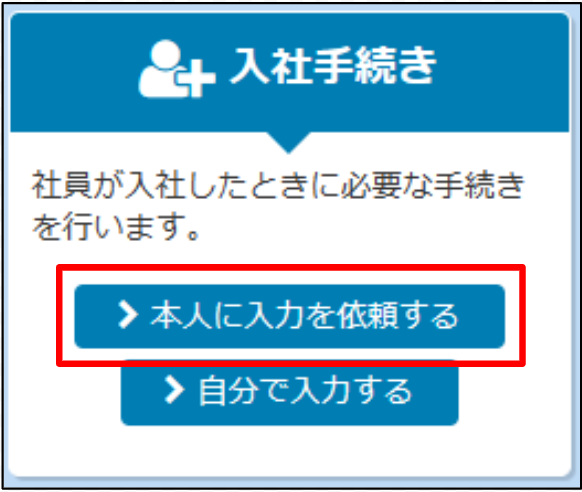 入社手続き
社員が入社したときに必要な手続き
を行います。
本人に入力を依頼する
自分で入力する